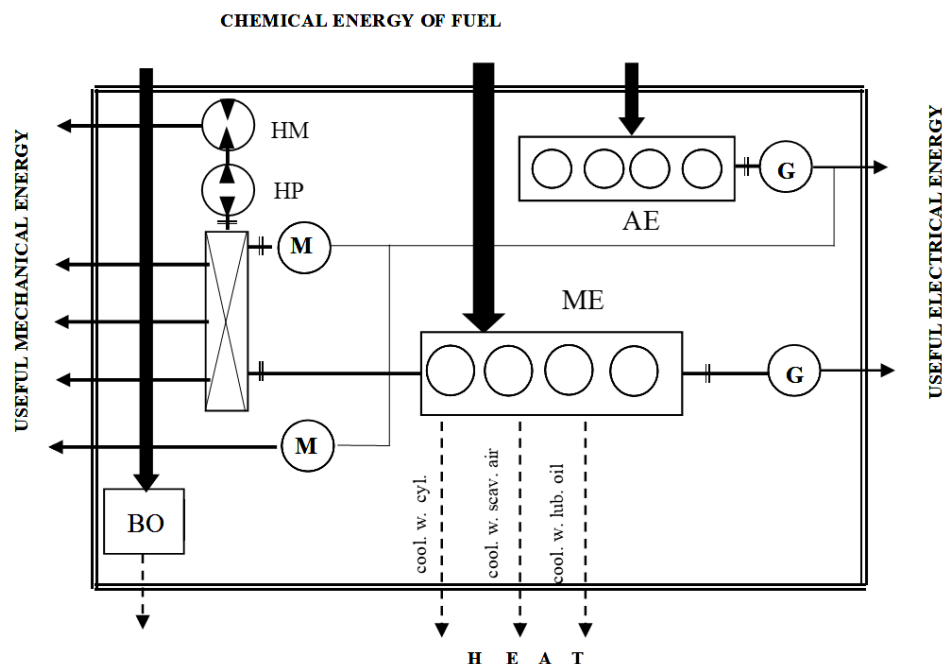 CHEMICAL ENERGY OF FUEL
USEFUL MECHANICAL ENERGY
USEFUL ELECTRICAL ENERGY
HM
HP
G
AE
M
ME
G
M
BO
cool. w. cyl.
cool. w. scav. air
cool. w. lub. oil
H E A T